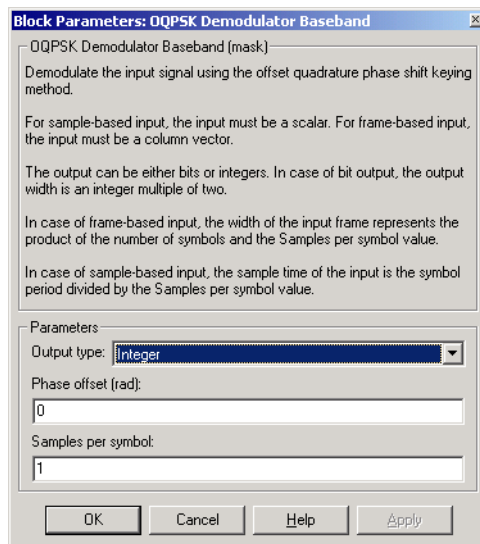 Block Parameters: OQPSK Demodulator Baseband
OQPSK Demodulator Baseband (mask)
Demodulate the input signal using the offset quadrature phase shift keying
method.
For sample-based input, the input must be a scalar. For frame-based input,
the input must be a column vector.
The output can be either bits or integers. In case of bit output, the output
width is an integer multiple of two.
In case of frame-based input, the width of the input frame represents the
product of the number of symbols and the Samples per symbol value.
In case of sample-based input, the sample time of the input is the symbol
period divided by the Samples per symbol value.
Parameters
Output type: Integer
Phase offset (rad):
0
Samples per symbol:
1
OK Cancel Help Apply